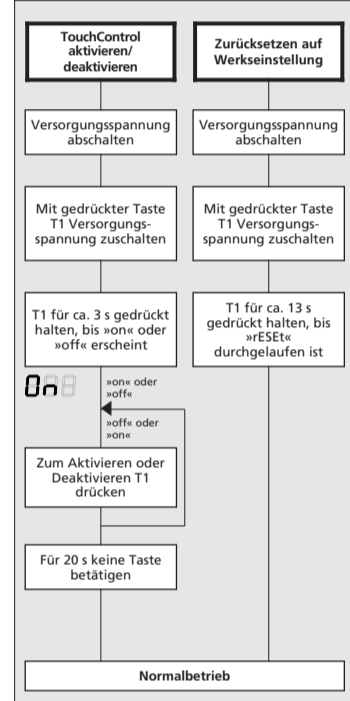 TouchControl
aktivieren/
deaktivieren
Versorgungsspannung
abschalten
Mit gedrückter Taste
T1 Versorgungs-
spannung zuschalten
T1 für ca. 3 s gedrückt
halten, bis »on« oder
»off« erscheint
On
»on« oder
»off«
»off« oder
»on«
Zum Aktivieren oder
Deaktivieren T1
drücken
Für 20 s keine Taste
betätigen
Zurücksetzen auf
Werkseinstellung
Versorgungsspannung
abschalten
Mit gedrückter Taste
T1 Versorgungs-
spannung zuschalten
T1 für ca. 13 s
gedrückt halten, bis
»rESEt«
durchgelaufen ist
Normalbetrieb